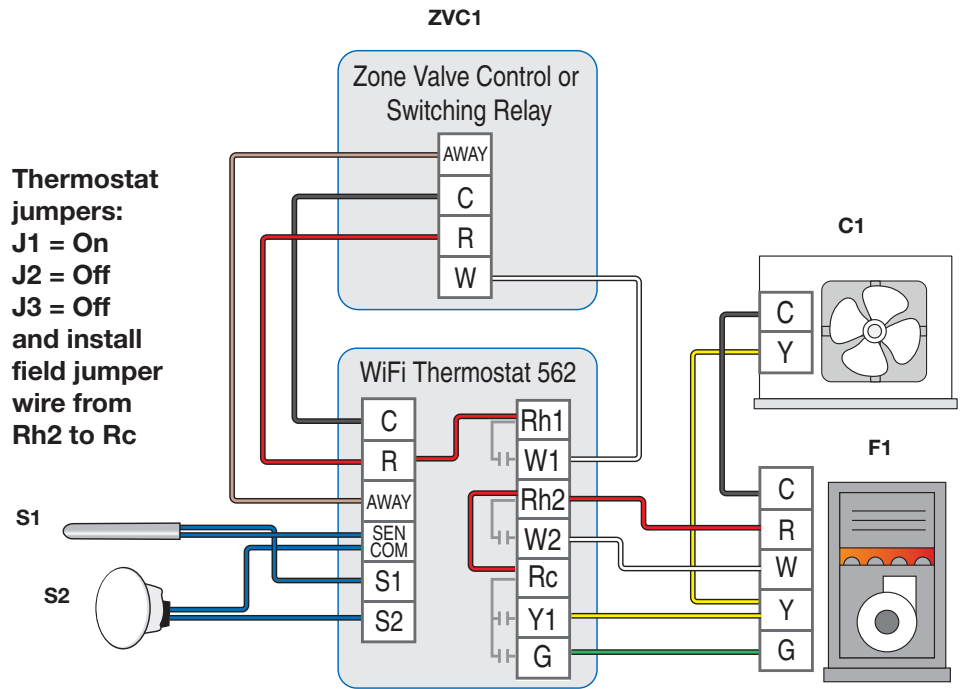 ZVC1
Zone Valve Control or
Switching Relay
AWAY
C
R
W
Thermostat
jumpers:
J1 = On
J2 = Off
J3 = Off
and install
field jumper
wire from
Rh2 to Rc
C1
C
Y
WiFi Thermostat 562
C
R
AWAY
SEN
COM
S1
S2
Rh1
W1
Rh2
W2
Rc
Y1
G
S1
S2
F1
C
R
W
Y
G